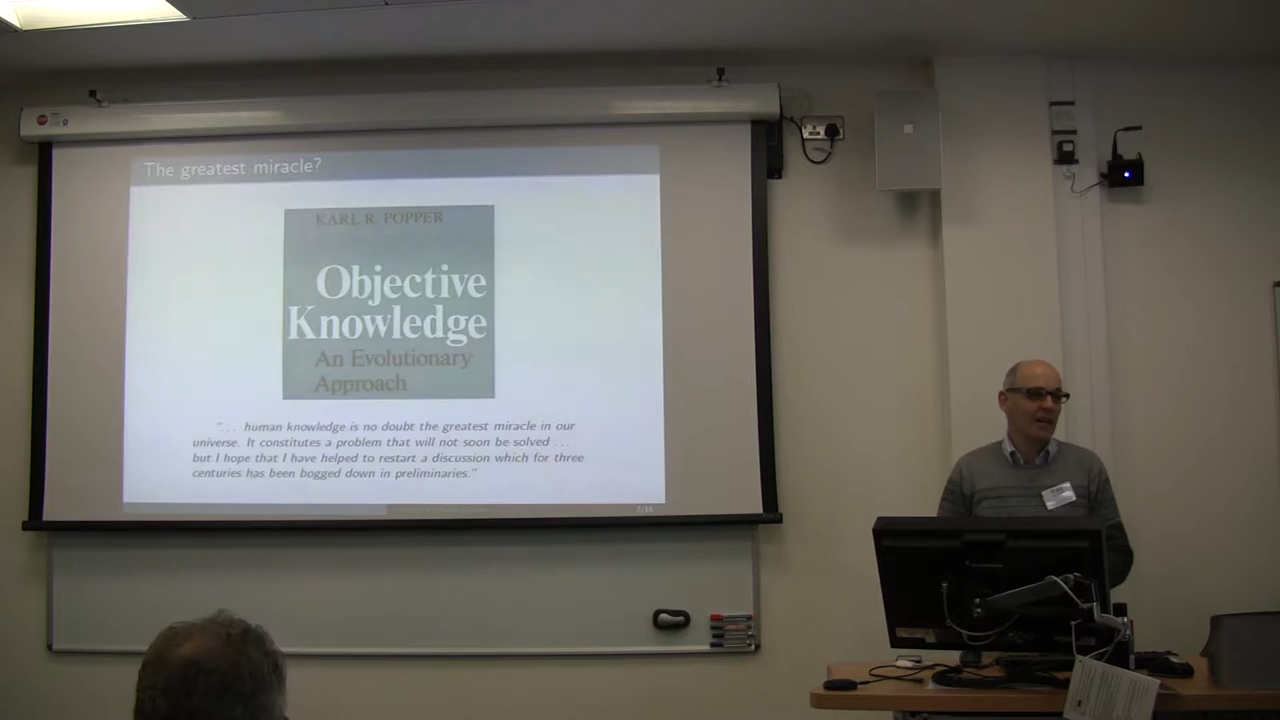 The greatest miracle?
KARL R. POPPER
Objective
Knowledge
An Evolutionary
Approach
“... human knowledge is no doubt the greatest miracle in our
universe. It constitutes a problem that will not soon be solved ...
but I hope that I have helped to restart a discussion which for three
centuries has been bogged down in preliminaries.”
2/16